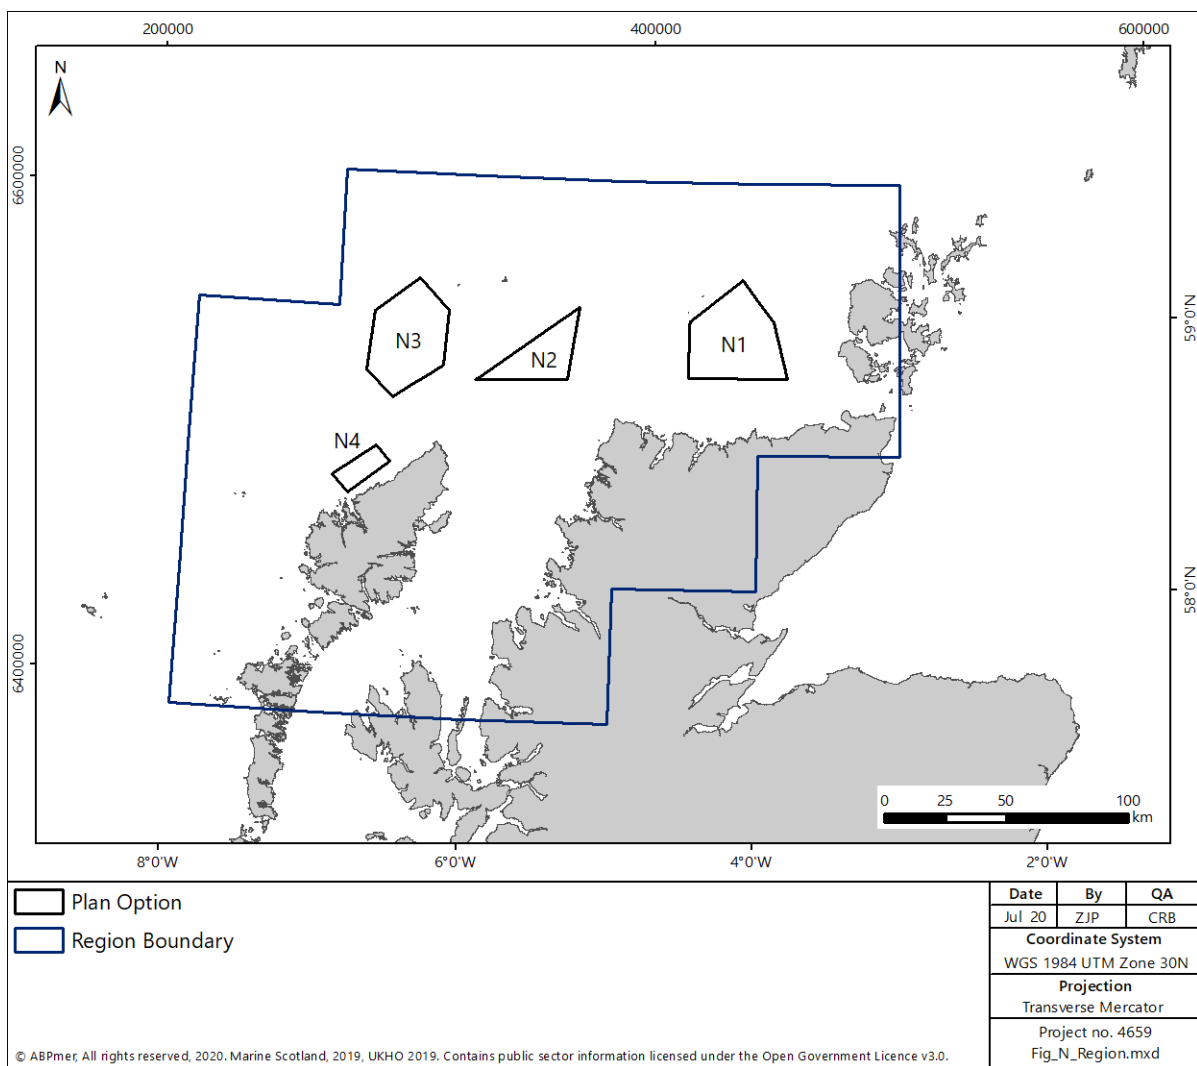 200000 400000 600000
N
6600000
59°0'N
N3
N2
N1
N4
58°0'N
6400000
0 25 50 100
km
8°0'W 6°0'W 4°0'W 2°0'W
Plan Option
Region Boundary
Date By QA
Jul 20 ZJP CRB
Coordinate System
WGS 1984 UTM Zone 30N
Projection
Transverse Mercator
Project no. 4659
Fig_N_Region.mxd
© ABPmer, All rights reserved, 2020. Marine Scotland, 2019, UKHO 2019. Contains public sector information licensed under the Open Government Licence v3.0.